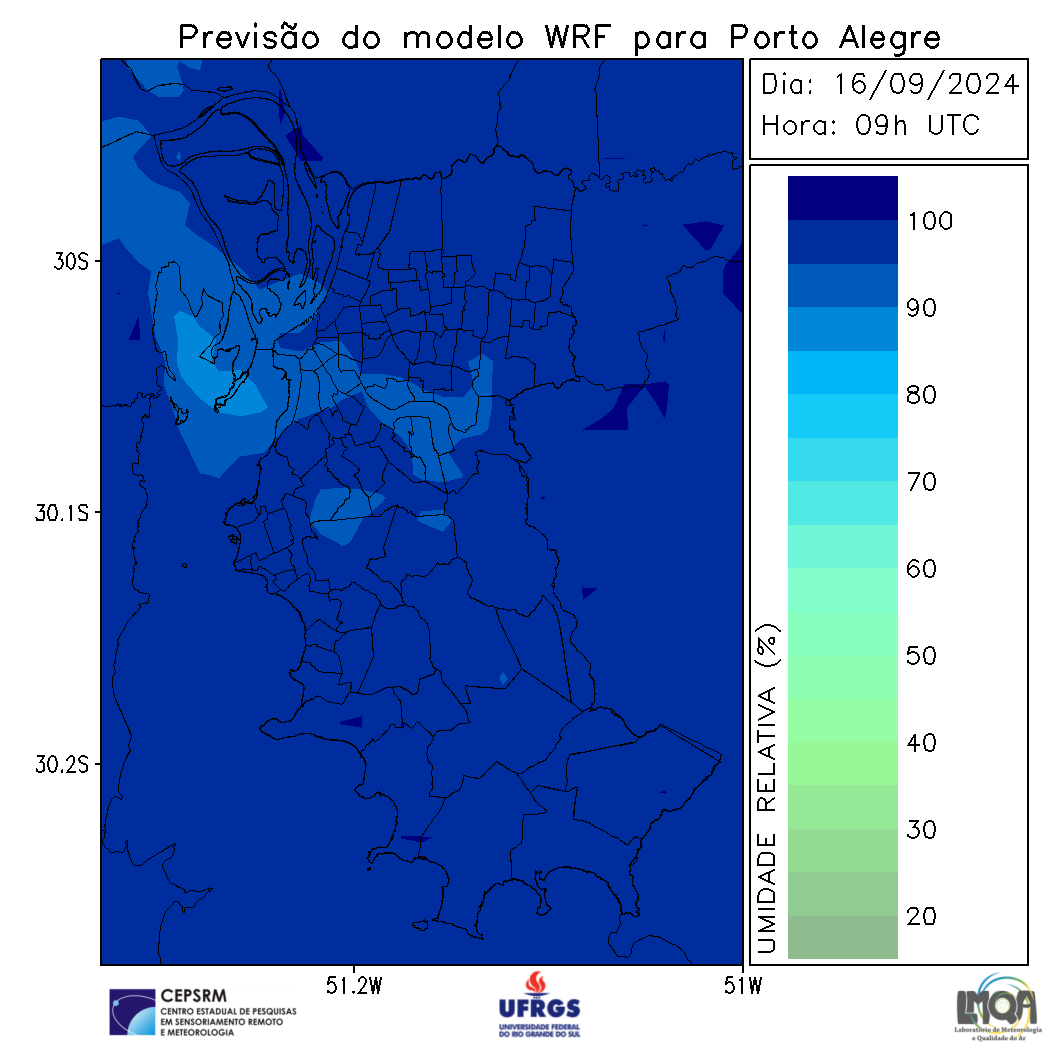 Previsão do modelo WRF para Porto Alegre
Dia: 16/09/2024
Hora: 09h UTC
30S
30.1S
30.2S
51.2W
51W
UMIDADE RELATIVA (%)
100
90
80
70
60
50
40
30
20
CEPSRM
CENTRO ESTADUAL DE PESQUISAS
EM SENSORIAMENTO REMOTO
E METEOROLOGIA
UFRGS
UNIVERSIDADE FEDERAL
DO RIO GRANDE DO SUL
LMQA
Laboratório de Meteorologia
e Qualidade do Ar